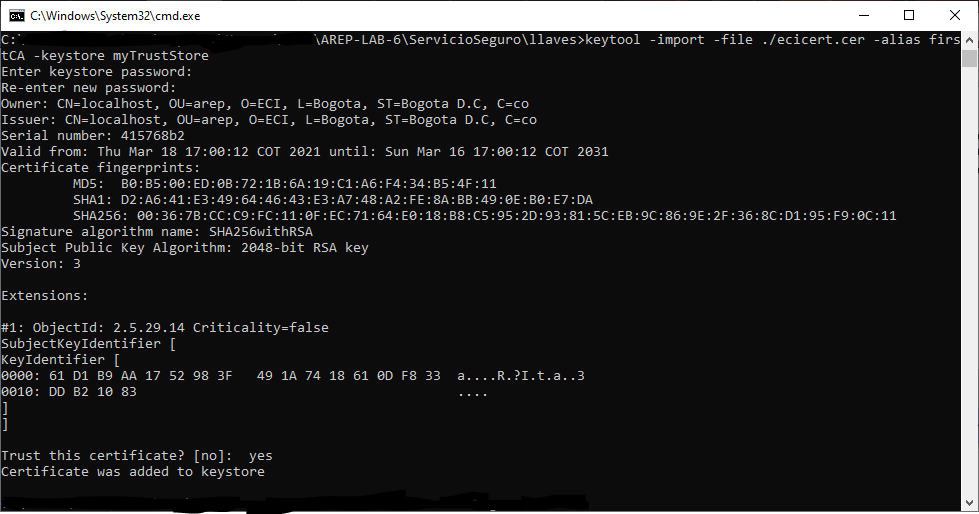 C:\Windows\System32\cmd.exe
C:\AREP-LAB-6\ServicioSeguro\llaves>keytool -import -file ./ecicert.cer -alias firs
tCA -keystore myTrustStore
Enter keystore password:
Re-enter new password:
Owner: CN=localhost, OU=arep, O=ECI, L=Bogota, ST=Bogota D.C, C=co
Issuer: CN=localhost, OU=arep, O=ECI, L=Bogota, ST=Bogota D.C, C=co
Serial number: 415768b2
Valid from: Thu Mar 18 17:00:12 COT 2021 until: Sun Mar 16 17:00:12 COT 2031
Certificate fingerprints:
         MD5:  B0:B5:00:ED:0B:72:1B:6A:19:C1:A6:F4:34:B5:4F:11
         SHA1: D2:A6:41:E3:49:64:46:43:E3:A7:48:A2:FE:8A:BB:49:0E:B0:E7:DA
         SHA256: 00:36:7B:CC:C9:FC:11:0F:EC:71:64:E0:18:B8:C5:95:2D:93:81:5C:EB:9C:86:9E:2F:36:8C:D1:95:F9:0C:11
Signature algorithm name: SHA256withRSA
Subject Public Key Algorithm: 2048-bit RSA key
Version: 3
Extensions:
#1: ObjectId: 2.5.29.14 Criticality=false
SubjectKeyIdentifier [
KeyIdentifier [
0000: 61 D1 B9 AA 17 52 98 3F   49 1A 74 18 61 0D F8 33  a....R.?I.t.a..3
0010: DD B2 10 83                                        ....
]
]
Trust this certificate? [no]:  yes
Certificate was added to keystore